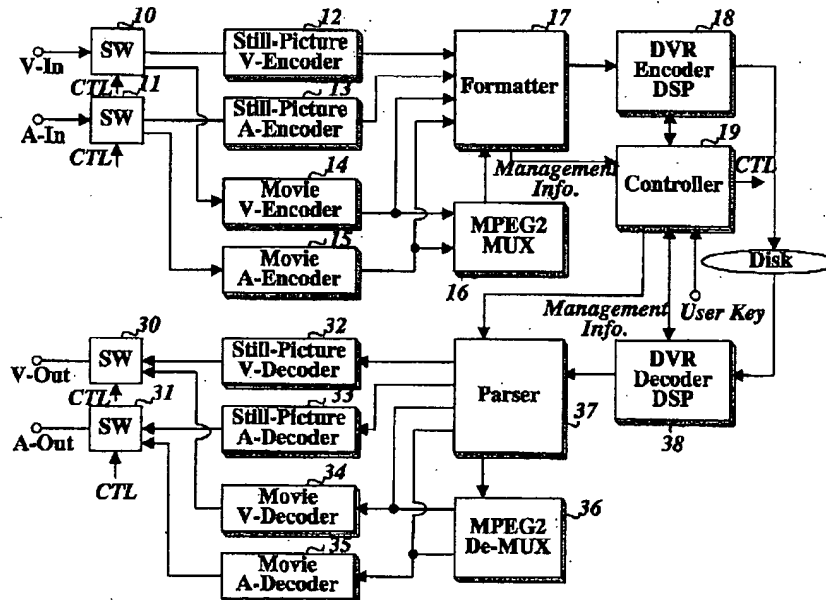 10
12
17
18
V-In
SW
Still-Picture
V-Encoder
Formatter
DVR
Encoder
DSP
CTL
11
13
A-In
SW
Still-Picture
A-Encoder
19
CTL
14
Movie
V-Encoder
Management
Info.
Controller
CTL
15
Movie
A-Encoder
MPEG2
MUX
16
Disk
Management
Info.
User Key
30
32
V-Out
SW
Still-Picture
V-Decoder
Parser
37
DVR
Decoder
DSP
38
CTL
31
33
A-Out
SW
Still-Picture
A-Decoder
CTL
34
Movie
V-Decoder
36
MPEG2
De-MUX
35
Movie
A-Decoder